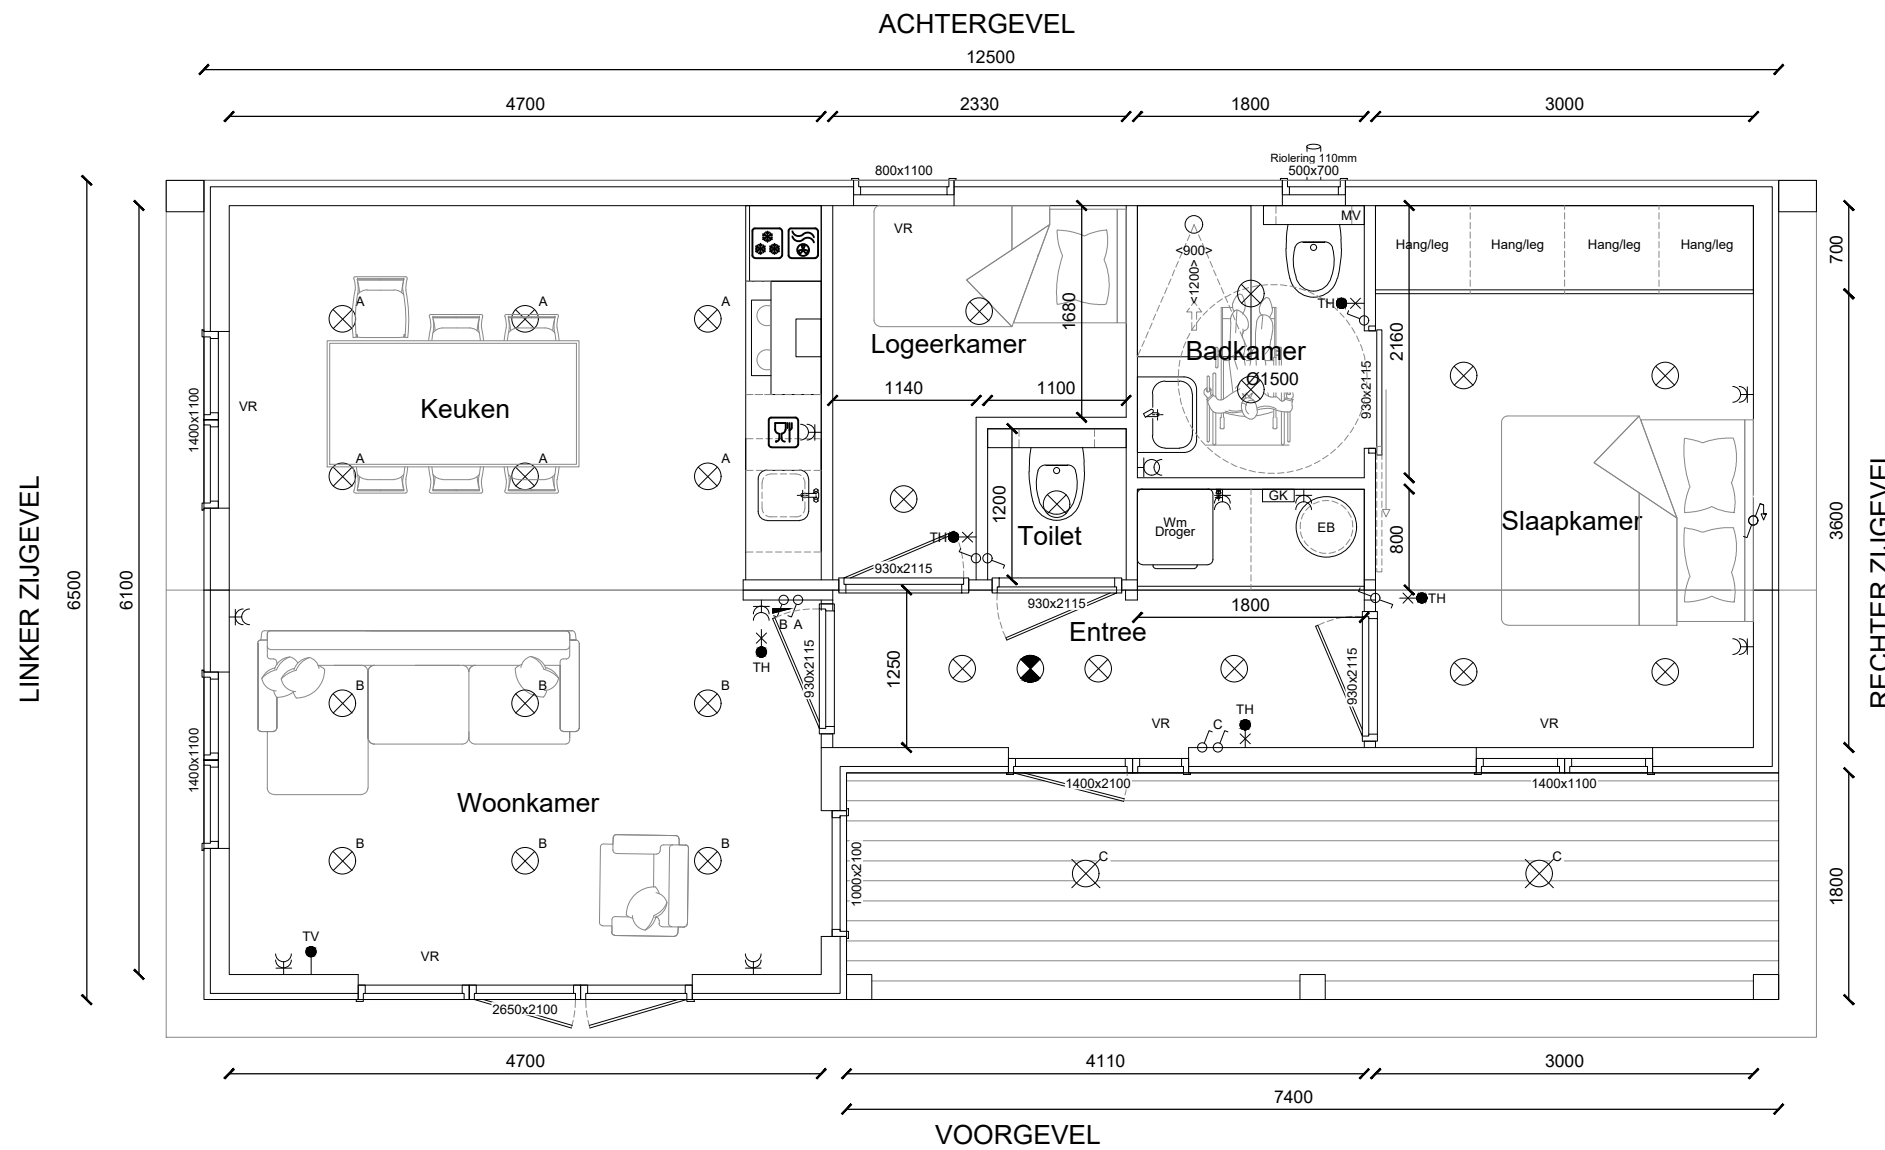 ACHTERGEVEL
12500
4700
2330
1800
3000
Riolering 110mm
800x1100
500x700
VR
MV
Hang/leg
Hang/leg
Hang/leg
Hang/leg
700
<900>
<1200>
A
A
A
TH
1680
Logeerkamer
Badkamer
2160
Ø1500
1140
1100
930x2115
1400x1100
VR
Keuken
A
A
A
1200
Wm
Droger
GK
EB
Slaapkamer
3600
TH
Toilet
800
930x2115
930x2115
1800
TH
LINKER ZIJGEVEL
6500
6100
RECHTER ZIJGEVEL
B
A
Entree
TH
930x2115
1250
930x2115
B
B
B
TH
C
VR
VR
1400x1100
1400x2100
1400x1100
Woonkamer
B
B
B
1000x2100
C
C
1800
TV
VR
2650x2100
4700
4110
3000
7400
VOORGEVEL